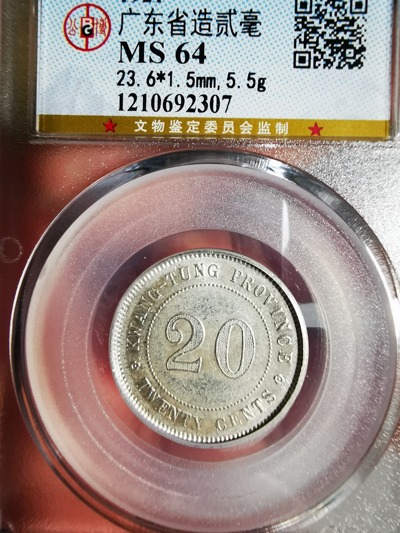 广东省造贰毫
MS 64
23.6*1.5mm,5.5g
1210692307
★ 文物鉴定委员会监制 ★
KWANG-TUNG PROVINCE
20
TWENTY CENTS